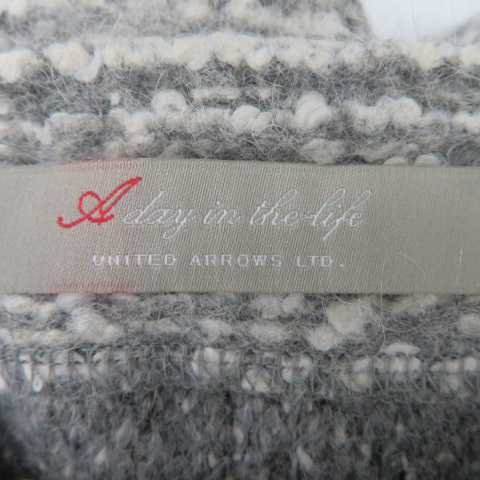 A day in the life
UNITED ARROWS LTD.